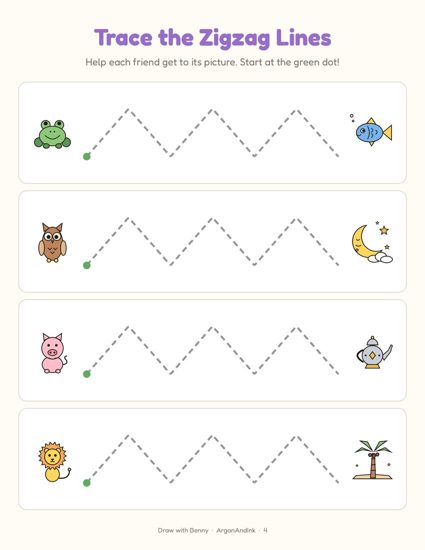 Trace the Zigzag Lines
Help each friend get to its picture. Start at the green dot!
Draw with Benny · ArganAndInk · 4